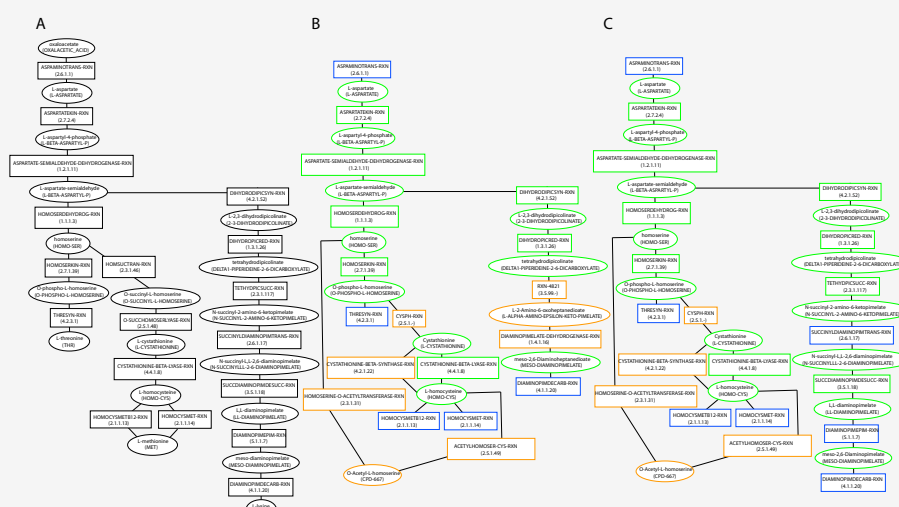 A
oxaloacetate
(OXALACETIC_ACID)
ASPAMINOTRANS-RXN
(2.6.1.1)
L-aspartate
(L-ASPARTATE)
ASPARTATEKIN-RXN
(2.7.2.4)
L-aspartyl-4-phosphate
(L-BETA-ASPARTYL-P)
ASPARTATE-SEMIALDEHYDE-DEHYDROGENASE-RXN
(1.2.1.11)
L-aspartate-semialdehyde
(L-BETA-ASPARTYL-P)
HOMOSERDEHYDROG-RXN
(1.1.1.3)
homoserine
(HOMO-SER)
HOMOSERKIN-RXN
(2.7.1.39)
O-phospho-L-homoserine
(O-PHOSPHO-L-HOMOSERINE)
THRESYN-RXN
(4.2.3.1)
L-threonine
(THR)
HOMSUCTRAN-RXN
(2.3.1.46)
O-succinyl-L-homoserine
(O-SUCCINYL-L-HOMOSERINE)
O-SUCCHOMOSERLYASE-RXN
(2.5.1.48)
L-cystathionine
(L-CYSTATHIONINE)
CYSTATHIONINE-BETA-LYASE-RXN
(4.4.1.8)
L-homocysteine
(HOMO-CYS)
HOMOCYSMETB12-RXN
(2.1.1.13)
HOMOCYSMET-RXN
(2.1.1.14)
L-methionine
(MET)
DIHYDRODIPICSYN-RXN
(4.2.1.52)
L-2,3-dihydrodipicolinate
(2-3-DIHYDRODIPICOLINATE)
DIHYDROPICRED-RXN
(1.3.1.26)
tetrahydrodipicolinate
(DELTA1-PIPERIDEINE-2-6-DICARBOXYLATE)
TETHYDPICSUCC-RXN
(2.3.1.117)
N-succinyl-2-amino-6-ketopimelate
(N-SUCCINYL-2-AMINO-6-KETOPIMELATE)
SUCCINYLDIAMINOPIMTRANS-RXN
(2.6.1.17)
N-succinyl-L,L-2,6-diaminopimelate
(N-SUCCINYLLL-2-6-DIAMINOPIMELATE)
SUCCDIAMINOPIMDESUCC-RXN
(3.5.1.18)
L,L-diaminopimelate
(LL-DIAMINOPIMELATE)
DIAMINOPIMEPIM-RXN
(5.1.1.7)
meso-diaminopimelate
(MESO-DIAMINOPIMELATE)
DIAMINOPIMDECARB-RXN
(4.1.1.20)
L-lysine
B
ASPAMINOTRANS-RXN
(2.6.1.1)
L-aspartate
(L-ASPARTATE)
ASPARTATEKIN-RXN
(2.7.2.4)
L-aspartyl-4-phosphate
(L-BETA-ASPARTYL-P)
ASPARTATE-SEMIALDEHYDE-DEHYDROGENASE-RXN
(1.2.1.11)
L-aspartate-semialdehyde
(L-BETA-ASPARTYL-P)
HOMOSERDEHYDROG-RXN
(1.1.1.3)
homoserine
(HOMO-SER)
HOMOSERKIN-RXN
(2.7.1.39)
O-phospho-L-homoserine
(O-PHOSPHO-L-HOMOSERINE)
THRESYN-RXN
(4.2.3.1)
CYSPH-RXN
(2.5.1.-)
Cystathionine
(L-CYSTATHIONINE)
CYSTATHIONINE-BETA-SYNTHASE-RXN
(4.2.1.22)
CYSTATHIONINE-BETA-LYASE-RXN
(4.4.1.8)
HOMOSERINE-O-ACETYLTRANSFERASE-RXN
(2.3.1.31)
L-homocysteine
(HOMO-CYS)
HOMOCYSMETB12-RXN
(2.1.1.13)
HOMOCYSMET-RXN
(2.1.1.14)
ACETYLHOMOSER-CYS-RXN
(2.5.1.49)
O-Acetyl-L-homoserine
(CPD-667)
DIHYDRODIPICSYN-RXN
(4.2.1.52)
L-2,3-dihydrodipicolinate
(2-3-DIHYDRODIPICOLINATE)
DIHYDROPICRED-RXN
(1.3.1.26)
tetrahydrodipicolinate
(DELTA1-PIPERIDEINE-2-6-DICARBOXYLATE)
RXN-4821
(3.5.99.-)
L-2-Amino-6-oxoheptanedioate
(L-ALPHA-AMINO-EPSILON-KETO-PIMELATE)
DIAMINOPIMELATE-DEHYDROGENASE-RXN
(1.4.1.16)
meso-2,6-Diaminoheptanedioate
(MESO-DIAMINOPIMELATE)
DIAMINOPIMDECARB-RXN
(4.1.1.20)
C
ASPAMINOTRANS-RXN
(2.6.1.1)
L-aspartate
(L-ASPARTATE)
ASPARTATEKIN-RXN
(2.7.2.4)
L-aspartyl-4-phosphate
(L-BETA-ASPARTYL-P)
ASPARTATE-SEMIALDEHYDE-DEHYDROGENASE-RXN
(1.2.1.11)
L-aspartate-semialdehyde
(L-BETA-ASPARTYL-P)
HOMOSERDEHYDROG-RXN
(1.1.1.3)
homoserine
(HOMO-SER)
HOMOSERKIN-RXN
(2.7.1.39)
O-phospho-L-homoserine
(O-PHOSPHO-L-HOMOSERINE)
THRESYN-RXN
(4.2.3.1)
CYSPH-RXN
(2.5.1.-)
Cystathionine
(L-CYSTATHIONINE)
CYSTATHIONINE-BETA-SYNTHASE-RXN
(4.2.1.22)
CYSTATHIONINE-BETA-LYASE-RXN
(4.4.1.8)
HOMOSERINE-O-ACETYLTRANSFERASE-RXN
(2.3.1.31)
L-homocysteine
(HOMO-CYS)
HOMOCYSMETB12-RXN
(2.1.1.13)
HOMOCYSMET-RXN
(2.1.1.14)
ACETYLHOMOSER-CYS-RXN
(2.5.1.49)
O-Acetyl-L-homoserine
(CPD-667)
DIHYDRODIPICSYN-RXN
(4.2.1.52)
L-2,3-dihydrodipicolinate
(2-3-DIHYDRODIPICOLINATE)
DIHYDROPICRED-RXN
(1.3.1.26)
tetrahydrodipicolinate
(DELTA1-PIPERIDEINE-2-6-DICARBOXYLATE
TETHYDPICSUCC-RXN
(2.3.1.117)
N-succinyl-2-amino-6-ketopimelate
(N-SUCCINYL-2-AMINO-6-KETOPIMELATE)
SUCCINYLDIAMINOPIMTRANS-RXN
(2.6.1.17)
N-succinyl-L,L-2,6-diaminopimelate
(N-SUCCINYLLL-2-6-DIAMINOPIMELATE)
SUCCDIAMINOPIMDESUCC-RXN
(3.5.1.18)
LL-diaminopimelate
(LL-DIAMINOPIMELATE)
DIAMINOPIMEPIM-RXN
(5.1.1.7)
meso-2,6-Diaminopimelate
(MESO-DIAMINOPIMELATE)
DIAMINOPIMDECARB-RXN
(4.1.1.20)